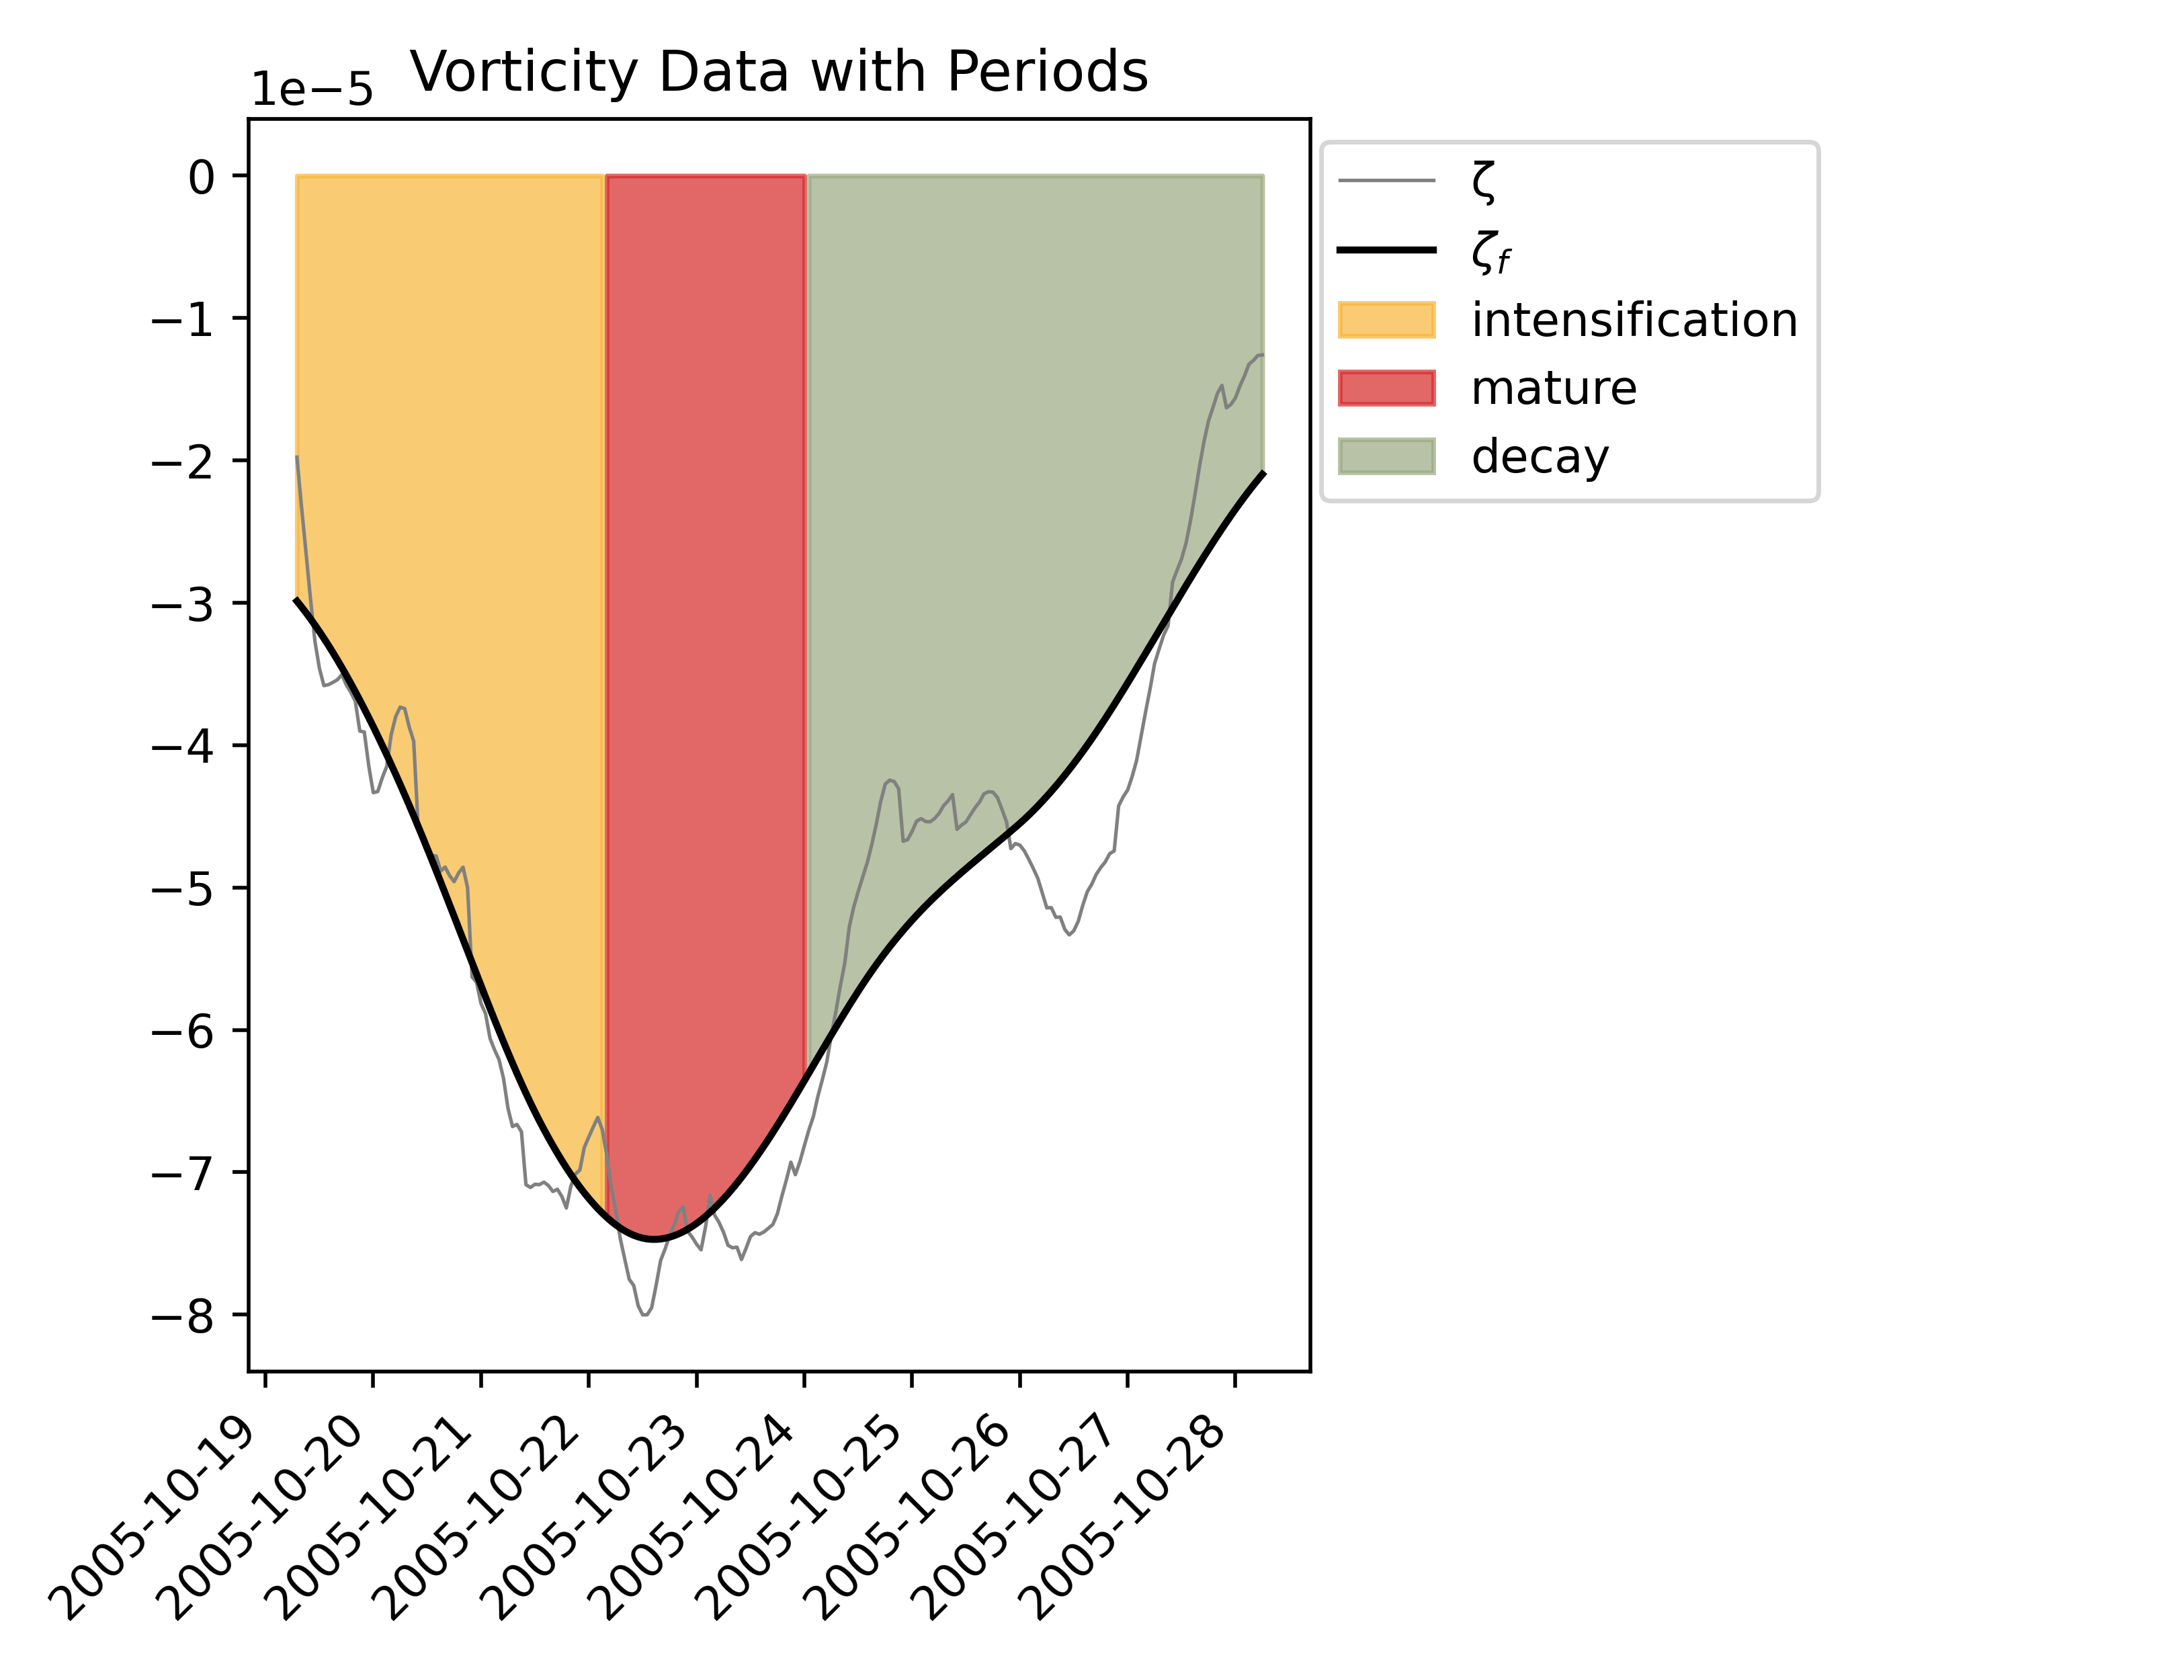 Vorticity Data with Periods
1e−5
0
−1
−2
−3
−4
−5
−6
−7
−8
2005-10-19
2005-10-20
2005-10-21
2005-10-22
2005-10-23
2005-10-24
2005-10-25
2005-10-26
2005-10-27
2005-10-28
ζ
ζf
intensification
mature
decay